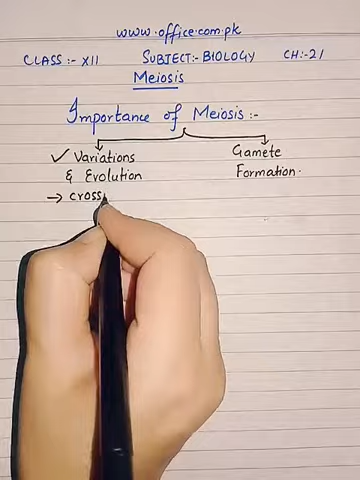 www.office.com.pk
CLASS :- XII SUBJECT:- BIOLOGY CH:-21
Meiosis
Importance of Meiosis :-
✓ Variations
& Evolution
→ cross
Gamete
Formation.